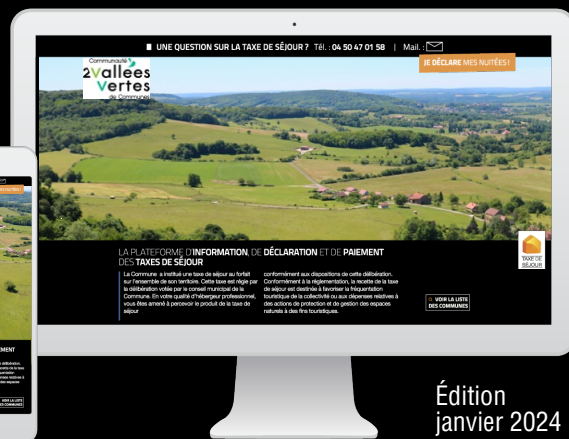 UNE QUESTION SUR LA TAXE DE SÉJOUR ? Tél. : 04 50 47 01 58 | Mail. :
JE DÉCLARE MES NUITÉES !
Communauté
2Vallées
Vertes
de Communes
LA PLATEFORME D'INFORMATION, DE DÉCLARATION ET DE PAIEMENT
DES TAXES DE SÉJOUR
La Commune a institué une taxe de séjour au forfait
sur l'ensemble de son territoire. Cette taxe est régie par
la délibération votée par le conseil municipal de la
Commune. En votre qualité d'hébergeur professionnel,
vous êtes amené à percevoir le produit de la taxe de
séjour
conformément aux dispositions de cette délibération.
Conformément à la réglementation, la recette de la taxe
de séjour est destinée à favoriser la fréquentation
touristique de la collectivité ou aux dépenses relatives à
des actions de protection et de gestion des espaces
naturels à des fins touristiques.
TAXE DE
SÉJOUR
VOIR LA LISTE
DES COMMUNES
VOIR LA LISTE
DES COMMUNES
Édition
janvier 2024